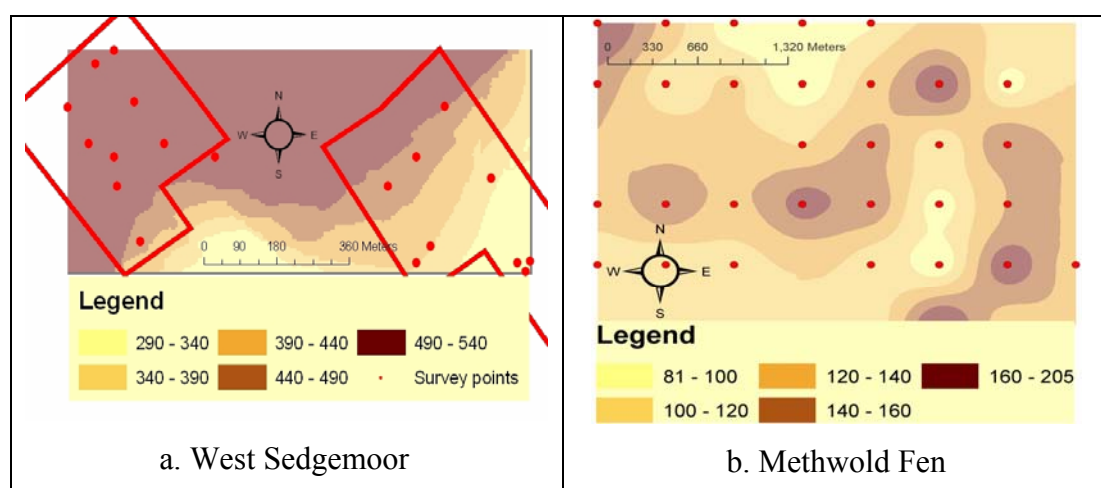 N
W E
S
0 90 180 360 Meters
Legend
290 - 340 390 - 440 490 - 540
340 - 390 440 - 490 Survey points
a. West Sedgemoor
0 330 660 1,320 Meters
N
W E
S
Legend
81 - 100 120 - 140 160 - 205
100 - 120 140 - 160
b. Methwold Fen